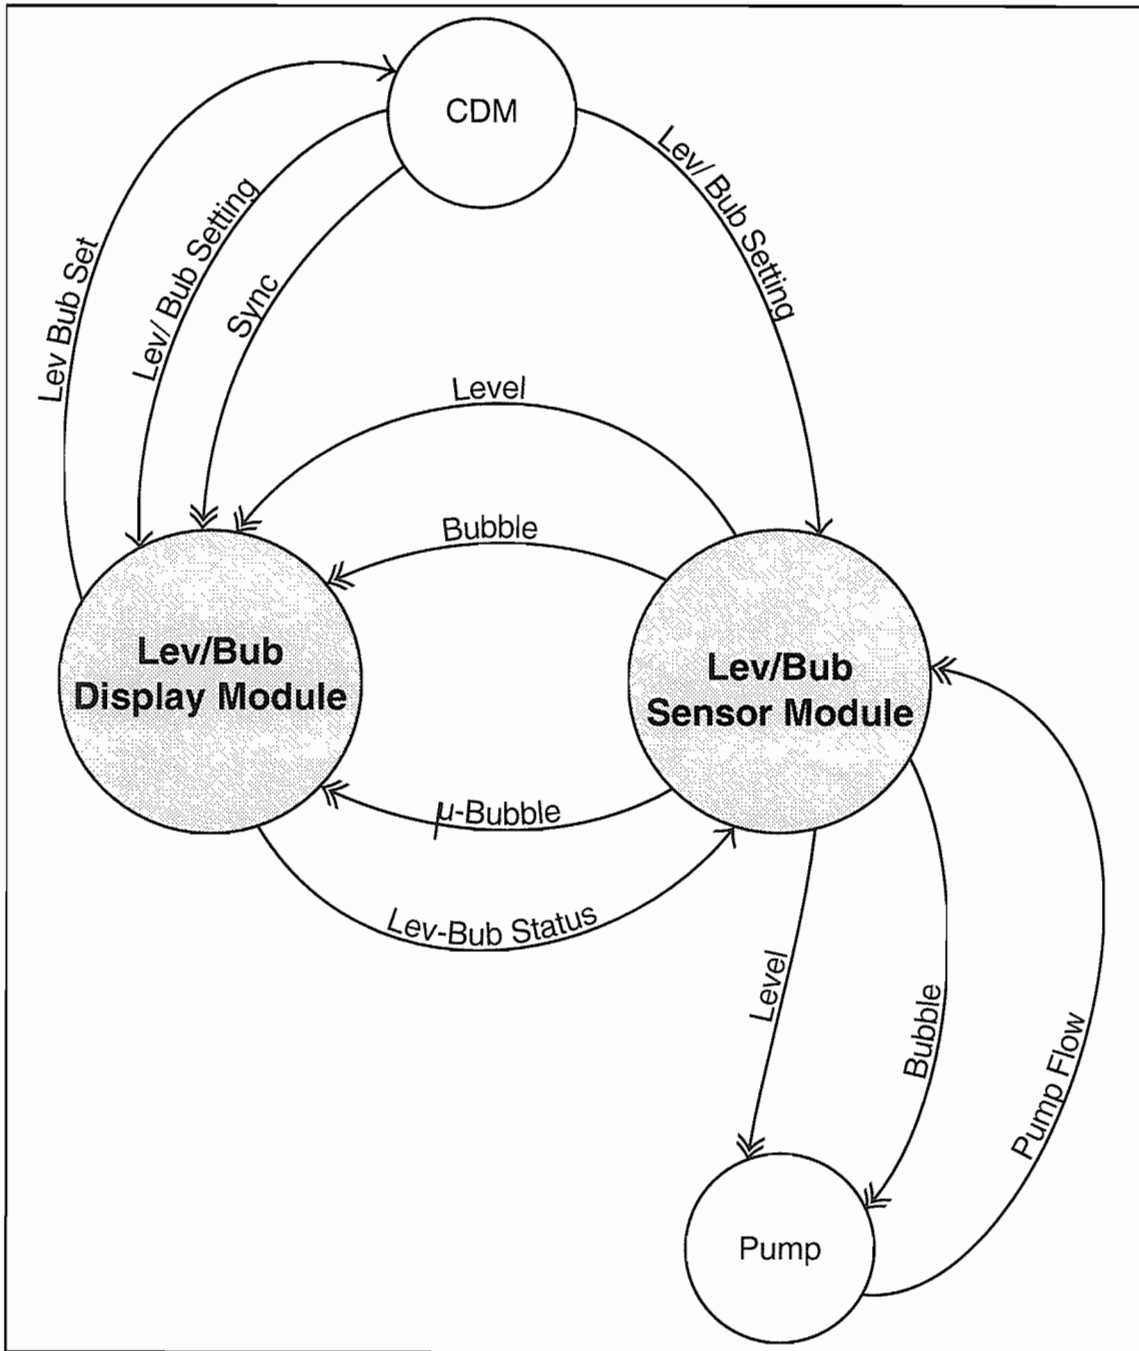 CDM
Lev/ Bub Setting
Lev Bub Set
Lev/ Bub Setting
Sync
Level
Bubble
Lev/Bub
Display Module
Lev/Bub
Sensor Module
µ-Bubble
Lev-Bub Status
Level
Bubble
Pump Flow
Pump